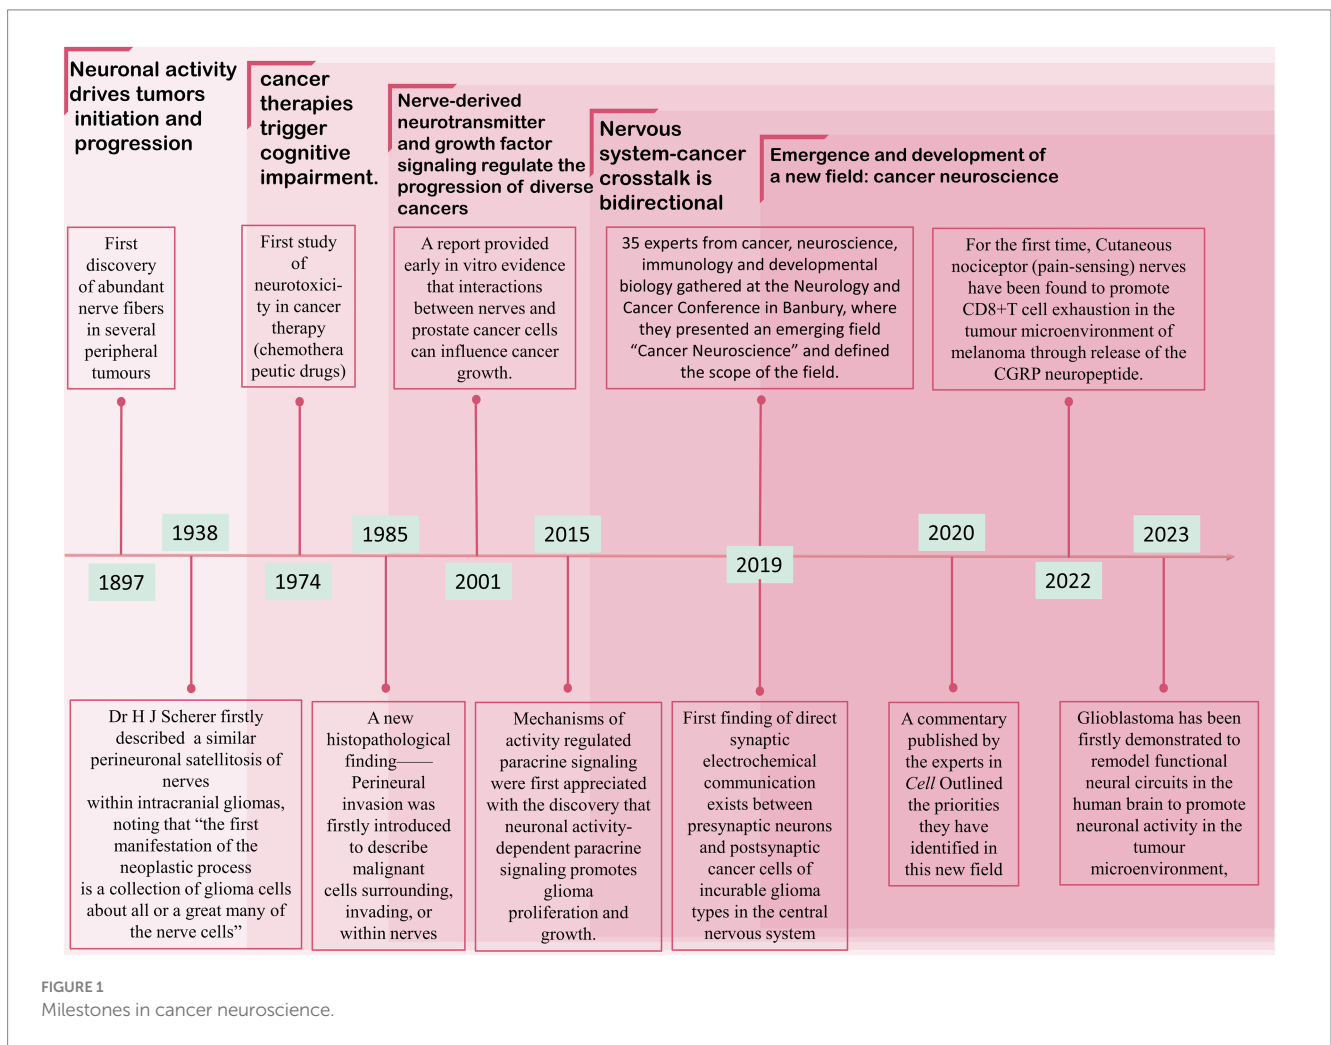 Neuronal activity
drives tumors
initiation and
progression
cancer
therapies
trigger
cognitive
impairment.
Nerve-derived
neurotransmitter
and growth factor
signaling regulate the
progression of diverse
cancers
Nervous
system-cancer
crosstalk is
bidirectional
Emergence and development of
a new field: cancer neuroscience
First
discovery
of abundant
nerve fibers
in several
peripheral
tumours
First study
of
neurotoxici-
ty in cancer
therapy
(chemothera
peutic drugs)
A report provided
early in vitro evidence
that interactions
between nerves and
prostate cancer cells
can influence cancer
growth.
35 experts from cancer, neuroscience,
immunology and developmental
biology gathered at the Neurology and
Cancer Conference in Banbury, where
they presented an emerging field
“Cancer Neuroscience” and defined
the scope of the field.
For the first time, Cutaneous
nociceptor (pain-sensing) nerves
have been found to promote
CD8+T cell exhaustion in the
tumour microenvironment of
melanoma through release of the
CGRP neuropeptide.
1897
1938
1974
1985
2001
2015
2019
2020
2022
2023
Dr H J Scherer firstly
described a similar
perineuronal satellitosis of
nerves
within intracranial gliomas,
noting that “the first
manifestation of the
neoplastic process
is a collection of glioma cells
about all or a great many of
the nerve cells”
A new
histopathological
finding——
Perineural
invasion was
firstly introduced
to describe
malignant
cells surrounding,
invading, or
within nerves
Mechanisms of
activity regulated
paracrine signaling
were first appreciated
with the discovery that
neuronal activity-
dependent paracrine
signaling promotes
glioma
proliferation and
growth.
First finding of direct
synaptic
electrochemical
communication
exists between
presynaptic neurons
and postsynaptic
cancer cells of
incurable glioma
types in the central
nervous system
A commentary
published by
the experts in
Cell Outlined
the priorities
they have
identified in
this new field
Glioblastoma has been
firstly demonstrated to
remodel functional
neural circuits in the
human brain to promote
neuronal activity in the
tumour
microenvironment,
FIGURE 1
Milestones in cancer neuroscience.